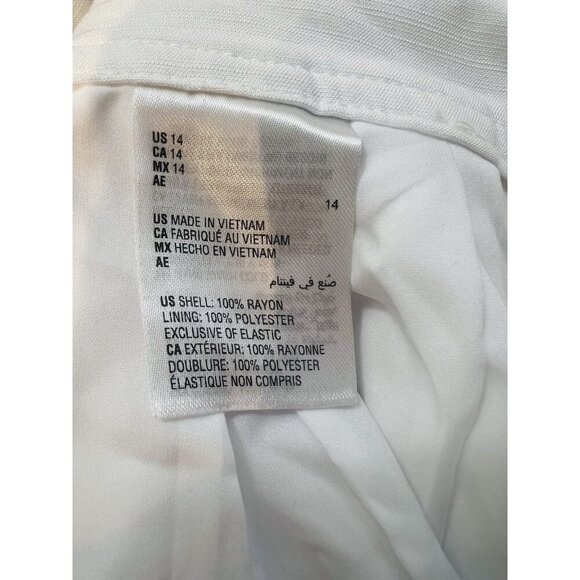 US 14
CA 14
MX 14
AE
14
US MADE IN VIETNAM
CA FABRIQUÉ AU VIETNAM
MX HECHO EN VIETNAM
AE
صُنع في فيتنام
US SHELL: 100% RAYON
LINING: 100% POLYESTER
EXCLUSIVE OF ELASTIC
CA EXTÉRIEUR: 100% RAYONNE
DOUBLURE: 100% POLYESTER
ÉLASTIQUE NON COMPRIS